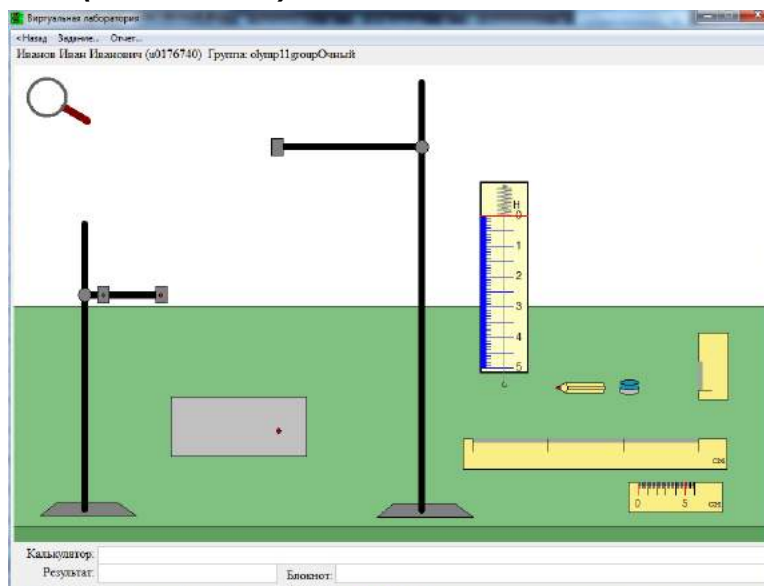 Виртуальная лаборатория
<Назад Задание... Отчет...
Иванов Иван Иванович (u0176740) Группа: olymp11groupОчный
Н
0
1
2
3
4
5
см
0 5 см
Калькулятор:
Результат: Блокнот: